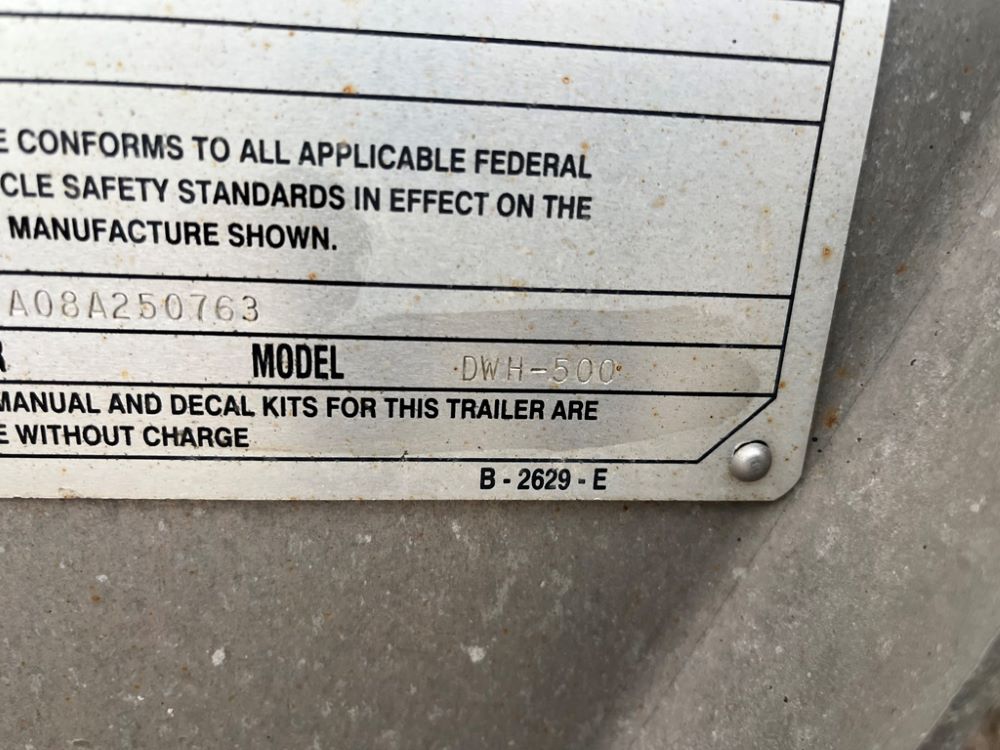 E CONFORMS TO ALL APPLICABLE FEDERAL
CLE SAFETY STANDARDS IN EFFECT ON THE
MANUFACTURE SHOWN.
A08A250763
R MODEL DWH-500
MANUAL AND DECAL KITS FOR THIS TRAILER ARE
E WITHOUT CHARGE
B - 2629 - E